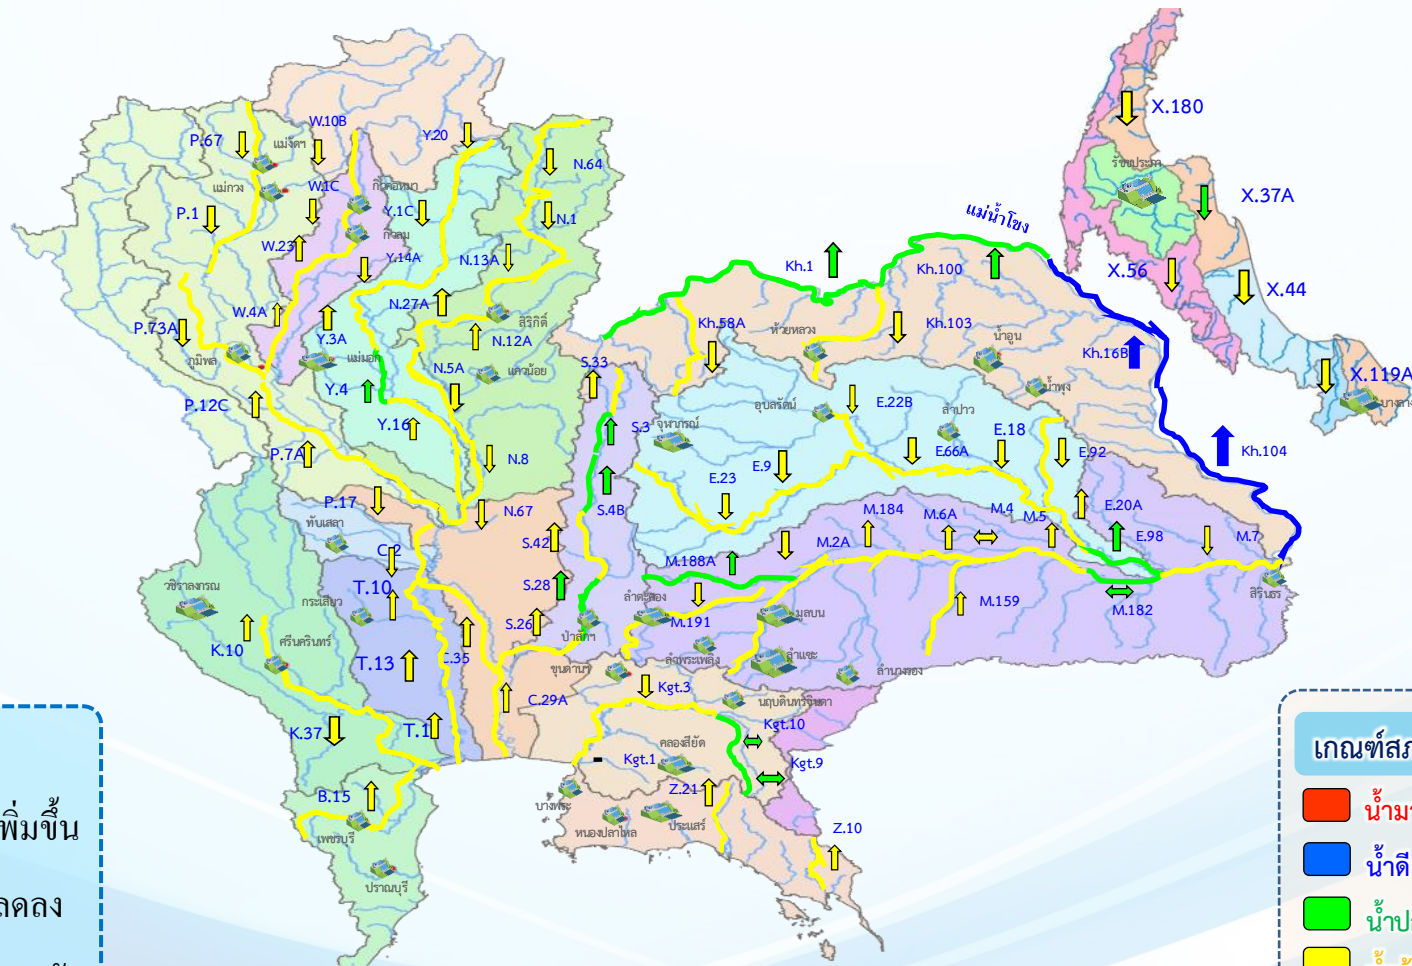 X.180
รัชชประภา
X.37A
X.56
X.44
X.119A
บางลาง
แม่น้ำโขง
P.67
แม่งัดฯ
W.10B
Y.20
N.64
แม่กวง
W.1C
กิ่วคอหมา
P.1
Y.1C
N.1
W.23
กิ่วลม
Y.14A
N.13A
Kh.1
Kh.100
N.27A
W.4A
P.73A
Y.3A
สิริกิติ์
N.12A
Kh.58A
ห้วยหลวง
Kh.103
น้ำอูน
Kh.16B
ภูมิพล
แม่มอก
N.5A
แควน้อย
S.33
น้ำพุง
Y.4
P.12C
อุบลรัตน์
E.22B
ลำปาว
Y.16
S.3
จุฬาภรณ์
E.18
P.7A
N.8
E.9
E.66A
E.92
Kh.104
E.23
P.17
N.67
S.4B
M.184
M.6A
M.4
M.5
E.20A
ทับเสลา
C.2
S.42
M.2A
E.98
M.7
M.188A
วชิราลงกรณ
T.10
S.28
ลำตะคอง
สิรินธร
กระเสียว
M.191
มูลบน
M.159
M.182
K.10
ศรีนครินทร์
S.26
ป่าสักฯ
T.13
C.35
ขุนด่านฯ
ลำพระเพลิง
ลำแชะ
ลำนางรอง
Kgt.3
C.29A
นฤบดินทรจินดา
K.37
T.1
Kgt.10
คลองสียัด
Kgt.1
Kgt.9
B.15
บางพระ
Z.21
เพชรบุรี
หนองปลาไหล
ประแสร์
Z.10
ปราณบุรี
พิ่มขึ้น
ลดลง
น้ำดี